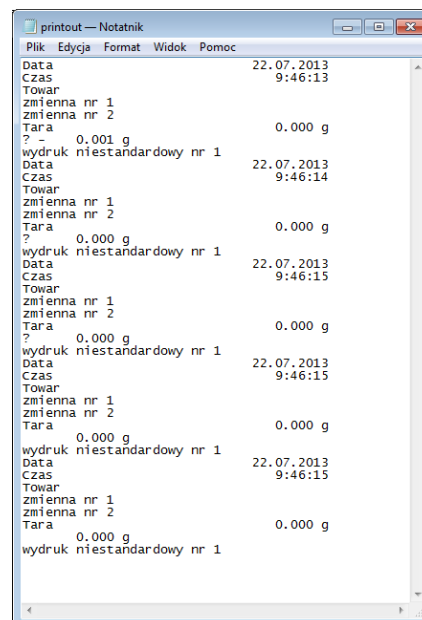 printout — Notatnik
Plik Edycja Format Widok Pomoc
Data 22.07.2013
Czas 9:46:13
Towar
zmienna nr 1
zmienna nr 2
Tara 0.000 g
? - 0.001 g
wydruk niestandardowy nr 1
Data 22.07.2013
Czas 9:46:14
Towar
zmienna nr 1
zmienna nr 2
Tara 0.000 g
? 0.000 g
wydruk niestandardowy nr 1
Data 22.07.2013
Czas 9:46:15
Towar
zmienna nr 1
zmienna nr 2
Tara 0.000 g
? 0.000 g
wydruk niestandardowy nr 1
Data 22.07.2013
Czas 9:46:15
Towar
zmienna nr 1
zmienna nr 2
Tara 0.000 g
0.000 g
wydruk niestandardowy nr 1
Data 22.07.2013
Czas 9:46:15
Towar
zmienna nr 1
zmienna nr 2
Tara 0.000 g
0.000 g
wydruk niestandardowy nr 1